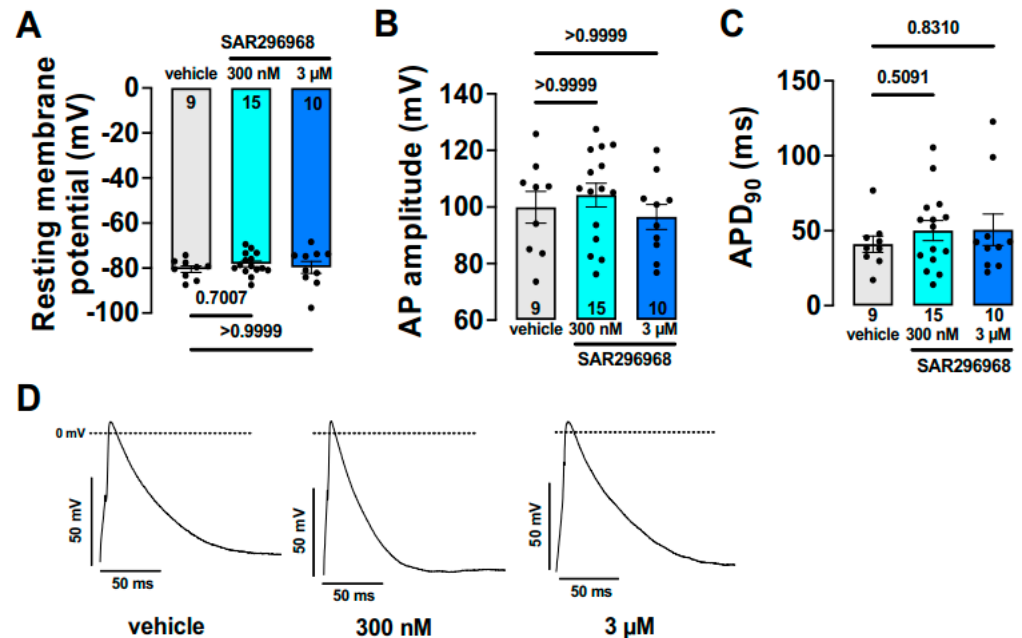 A
SAR296968
vehicle 300 nM 3 µM
Resting membrane
potential (mV)
0
-20
-40
-60
-80
-100
9 15 10
0.7007
>0.9999
B
>0.9999
>0.9999
AP amplitude (mV)
140
120
100
80
60
9 15 10
vehicle 300 nM 3 µM
SAR296968
C
0.8310
0.5091
APD90 (ms)
150
100
50
0
9 15 10
vehicle 300 nM 3 µM
SAR296968
D
0 mV
50 mV
50 ms
vehicle
50 mV
50 ms
300 nM
50 mV
50 ms
3 µM